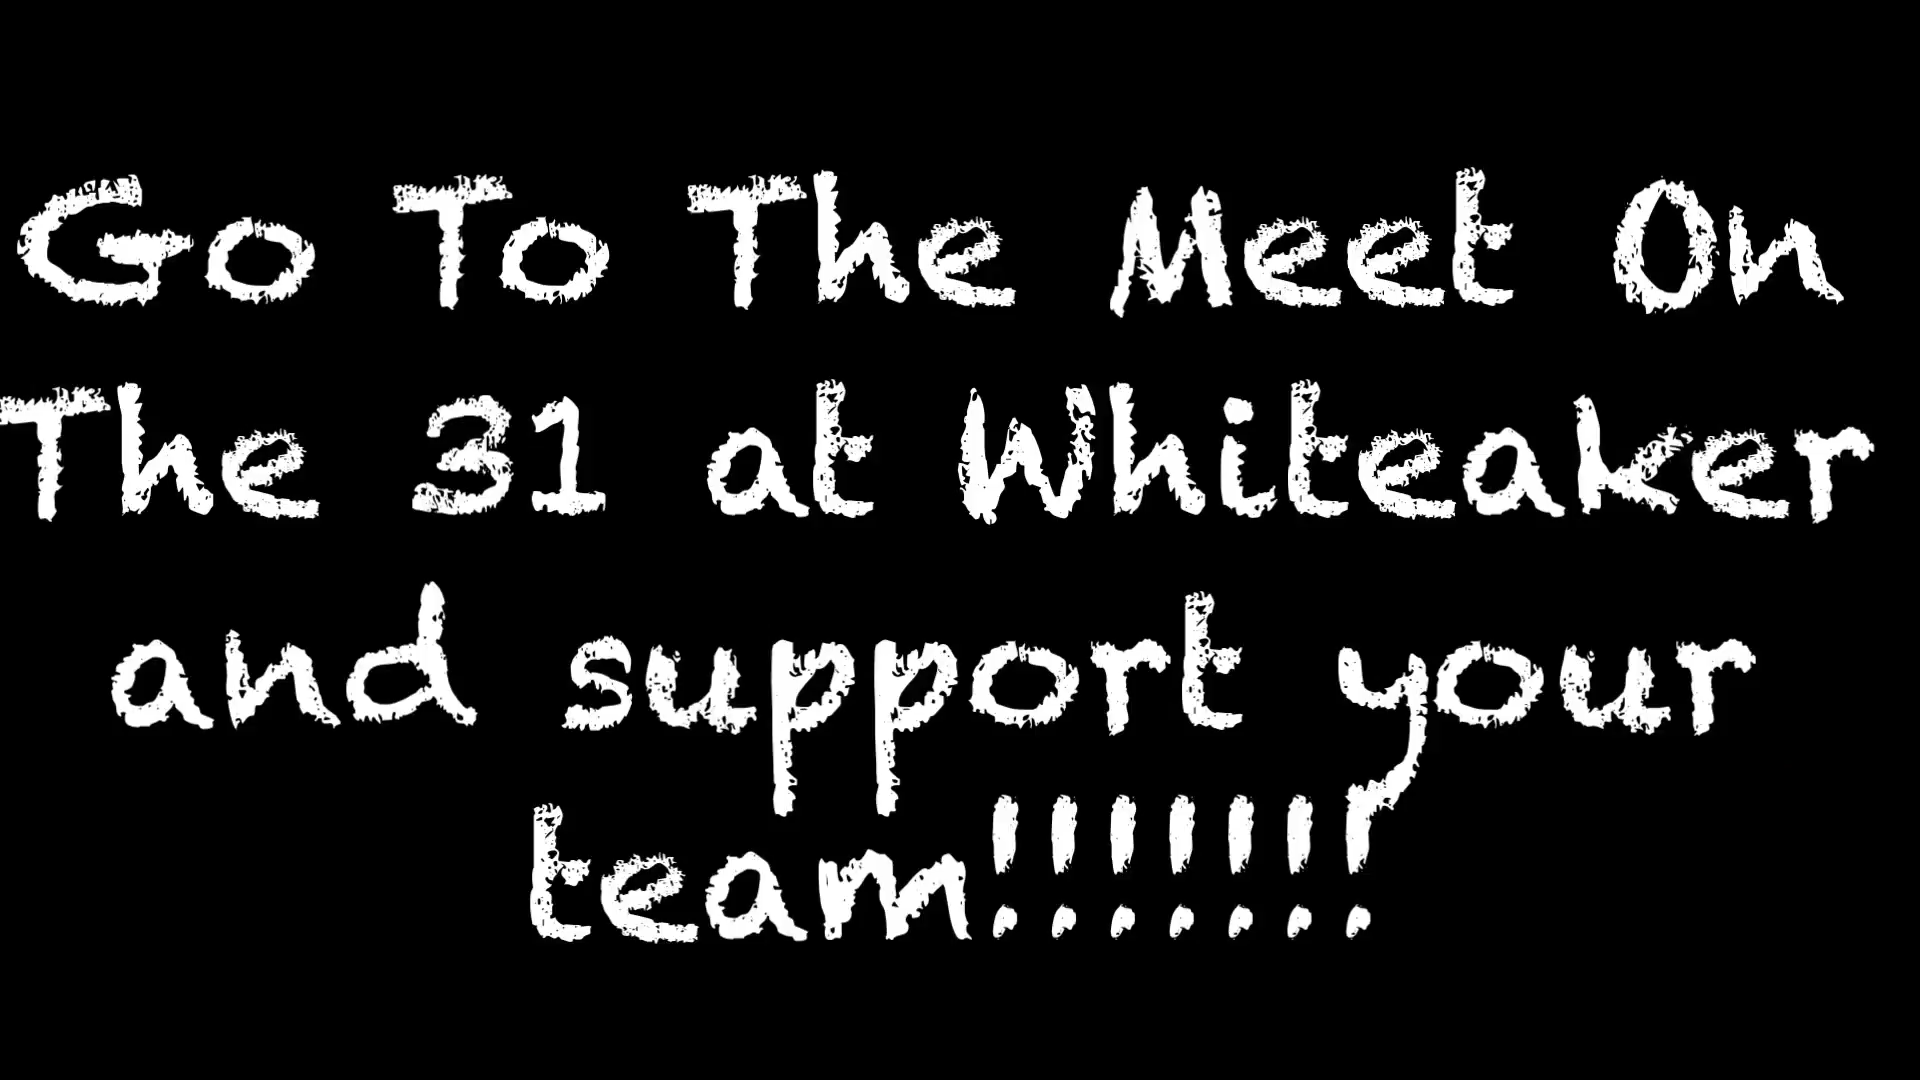 Go To The Meet On
The 31 at Whiteaker
and support your
team!!!!!!!